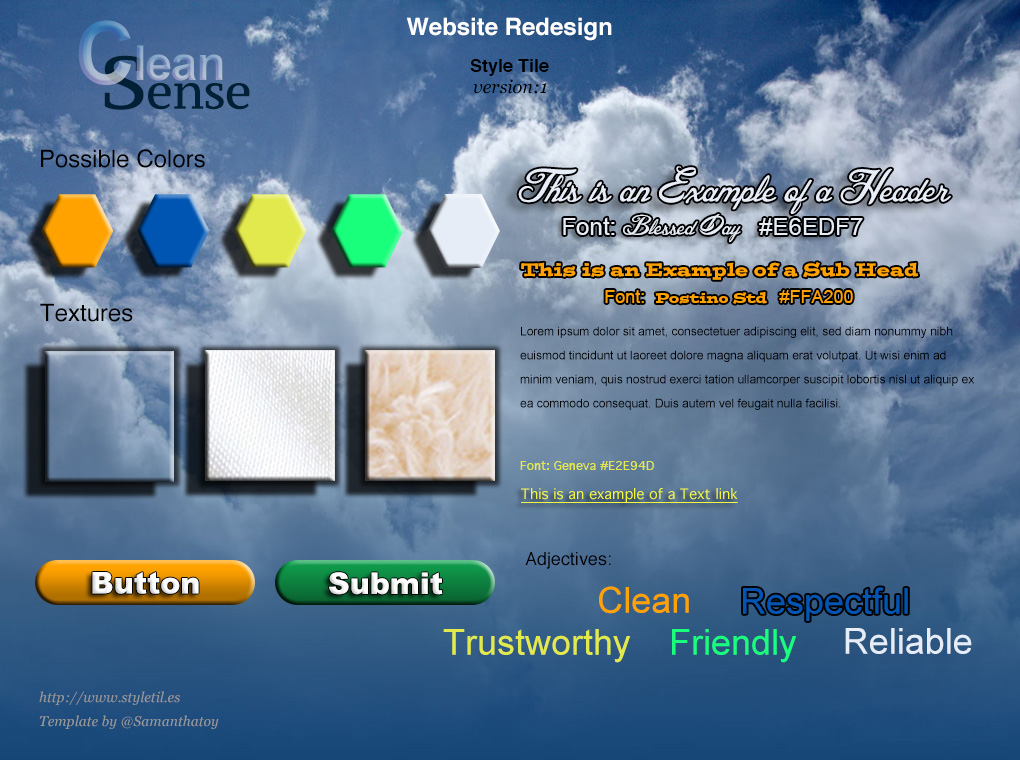 Website Redesign
Clean
Sense
Style Tile
version:1
Possible Colors
This is an Example of a Header
Font: Blessed Day #E6EDF7
This is an Example of a Sub Head
Font: Postino Std #FFA200
Textures
Lorem ipsum dolor sit amet, consectetuer adipiscing elit, sed diam nonummy nibh
euismod tincidunt ut laoreet dolore magna aliquam erat volutpat. Ut wisi enim ad
minim veniam, quis nostrud exerci tation ullamcorper suscipit lobortis nisl ut aliquip ex
ea commodo consequat. Duis autem vel feugait nulla facilisi.
Font: Geneva #E2E94D
This is an example of a Text link
Button
Submit
Adjectives:
Clean Respectful
Trustworthy Friendly Reliable
http://www.styletil.es
Template by @Samanthatoy